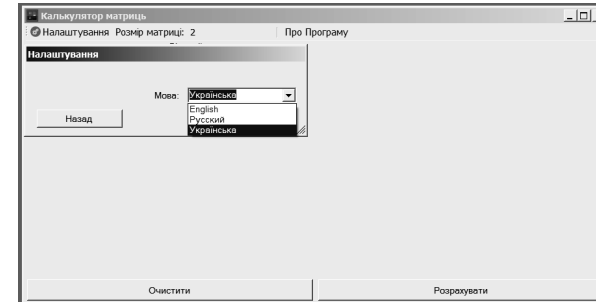 Калькулятор матриць
Налаштування Розмір матриці: 2 Про Програму
Налаштування
Мова: Українська
English
Русский
Українська
Назад
Очистити Розрахувати